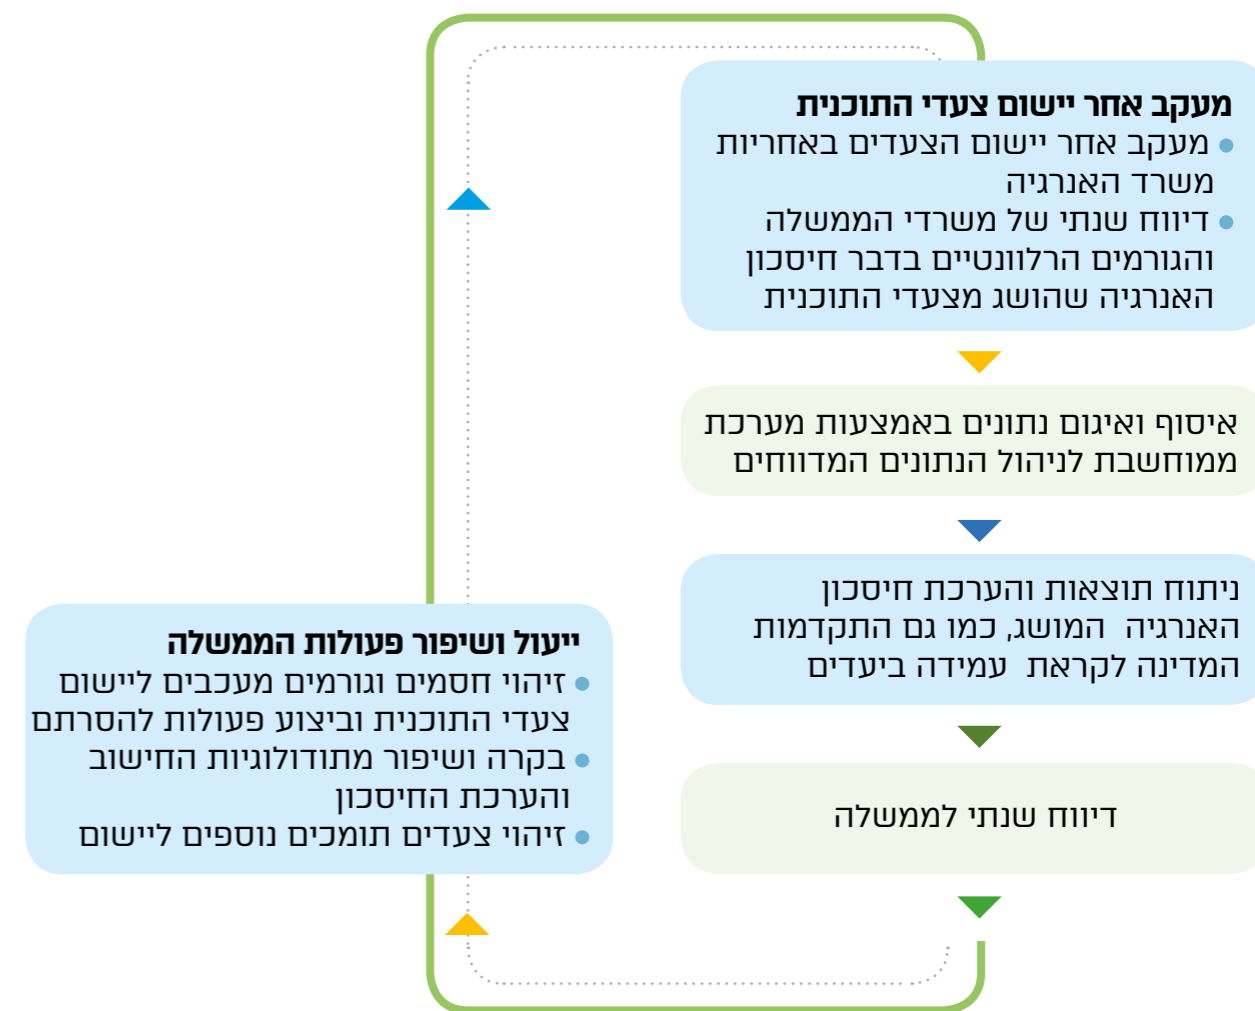 מעקב אחר יישום צעדי התוכנית
● מעקב אחר יישום הצעדים באחריות
משרד האנרגיה
● דיווח שנתי של משרדי הממשלה
והגורמים הרלוונטיים בדבר חיסכון
האנרגיה שהושג מצעדי התוכנית
איסוף ואיגום נתונים באמצעות מערכת
ממוחשבת לניהול הנתונים המדווחים
ניתוח תוצאות והערכת חיסכון
האנרגיה המושג, כמו גם התקדמות
המדינה לקראת עמידה ביעדים
דיווח שנתי לממשלה
ייעול ושיפור פעולות הממשלה
● זיהוי חסמים וגורמים מעכבים ליישום
צעדי התוכנית וביצוע פעולות להסרתם
● בקרה ושיפור מתודולוגיות החישוב
והערכת החיסכון
● זיהוי צעדים תומכים נוספים ליישום